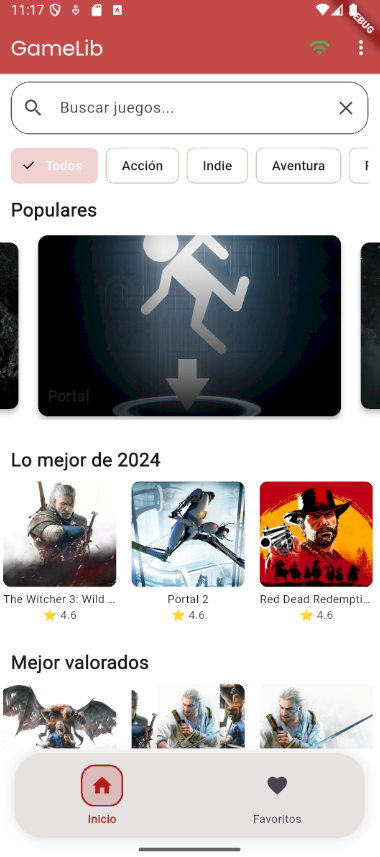 11:17
DEBUG
GameLib
Buscar juegos...
Todos Acción Indie Aventura
Populares
Portal
Lo mejor de 2024
The Witcher 3: Wild ... Portal 2 Red Dead Redempti...
4.6 4.6 4.6
Mejor valorados
Inicio Favoritos